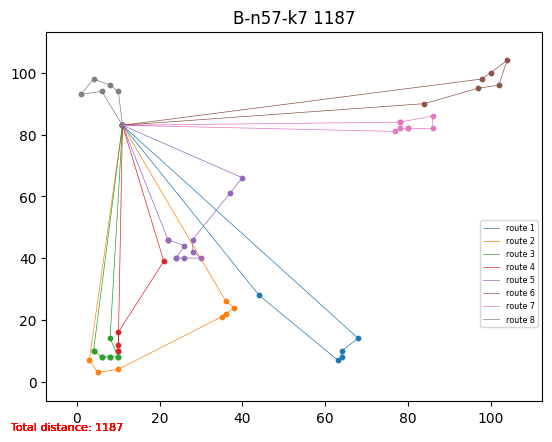 B-n57-k7 1187
100
80
60
40
20
0
route 1
route 2
route 3
route 4
route 5
route 6
route 7
route 8
0
20
40
60
80
100
Total distance: 1187